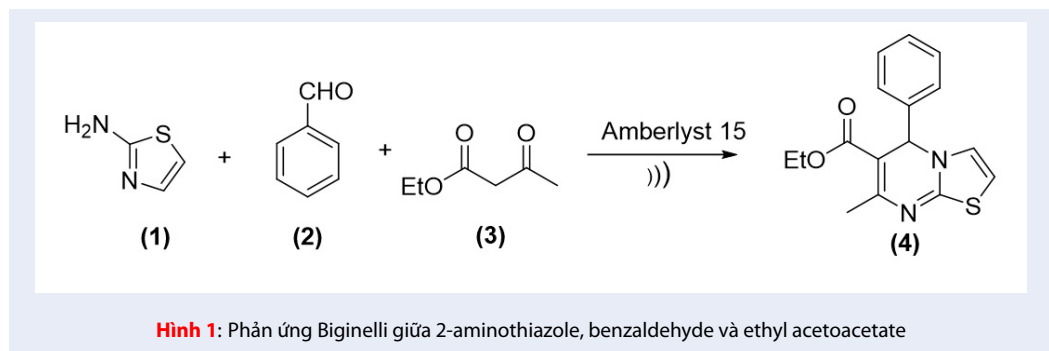 H₂N
S
N
(1)
+
CHO
(2)
+
O
O
EtO
(3)
Amberlyst 15
)))
O
EtO
N
N
S
(4)
Hình 1: Phản ứng Biginelli giữa 2-aminothiazole, benzaldehyde và ethyl acetoacetate